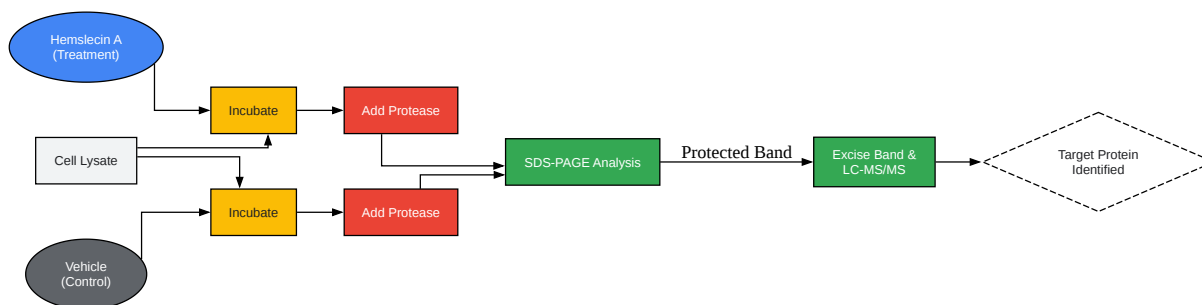 Hemslecin A
(Treatment)
Incubate
Add Protease
Cell Lysate
SDS-PAGE Analysis
Protected Band
Excise Band &
LC-MS/MS
Target Protein
Identified
Incubate
Add Protease
Vehicle
(Control)